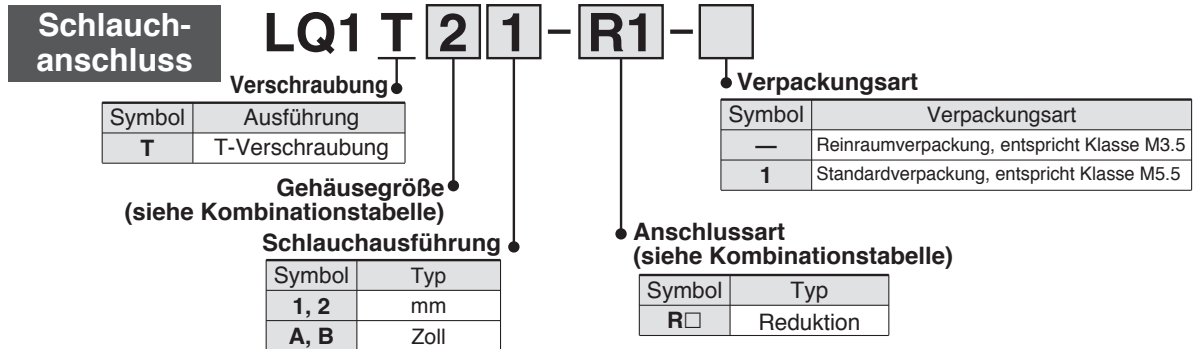 Schlauch-
anschluss
LQ1 T 2 1 - R1 -
Verschraubung
Symbol Ausführung
T T-Verschraubung
Gehäusegröße
(siehe Kombinationstabelle)
Schlauchausführung
Symbol Typ
1, 2 mm
A, B Zoll
Verpackungsart
Symbol Verpackungsart
— Reinraumverpackung, entspricht Klasse M3.5
1 Standardverpackung, entspricht Klasse M5.5
Anschlussart
(siehe Kombinationstabelle)
Symbol Typ
R□ Reduktion